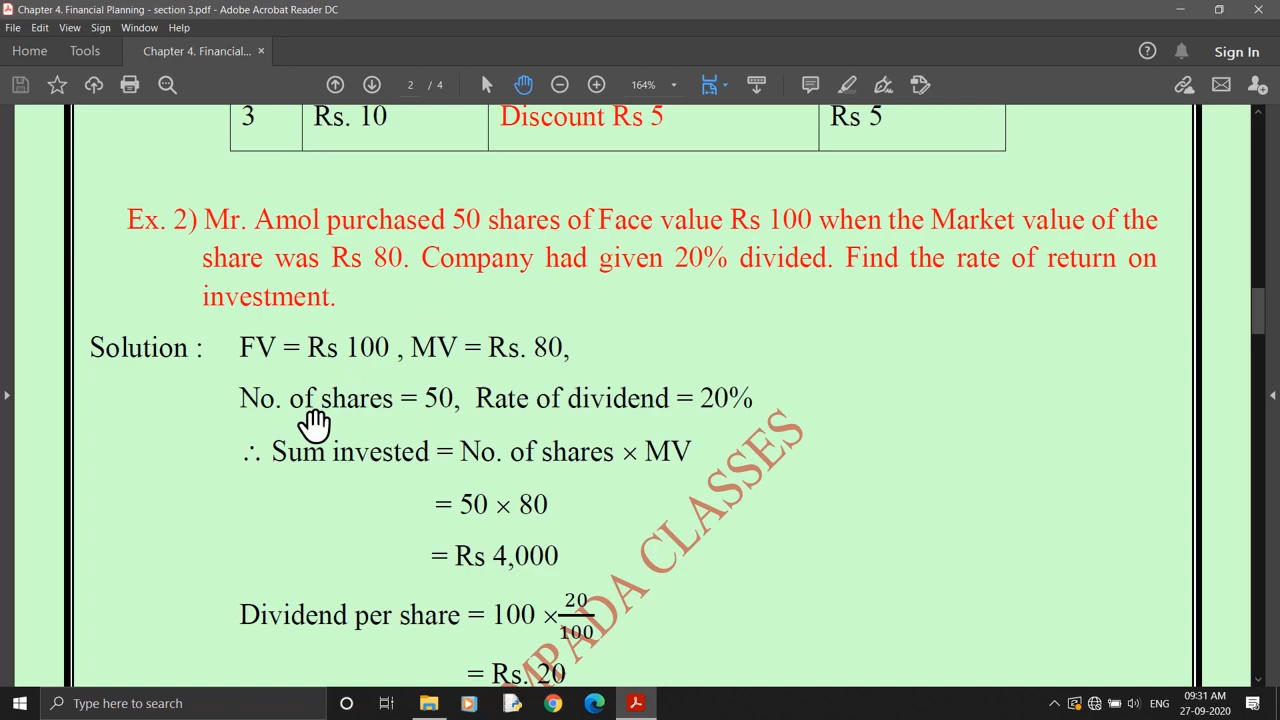 Chapter 4. Financial Planning - section 3.pdf - Adobe Acrobat Reader DC
File Edit View Sign Window Help
Home Tools Chapter 4. Financial... × Sign In
2 / 4 164%
3 Rs. 10 Discount Rs 5 Rs 5
Ex. 2) Mr. Amol purchased 50 shares of Face value Rs 100 when the Market value of the
share was Rs 80. Company had given 20% divided. Find the rate of return on
investment.
Solution : FV = Rs 100 , MV = Rs. 80,
No. of shares = 50, Rate of dividend = 20%
∴ Sum invested = No. of shares × MV
= 50 × 80
= Rs 4,000
Dividend per share = 100 × 20/100
= Rs. 20
MPADA CLASSES
Type here to search
ENG
09:31 AM
27-09-2020